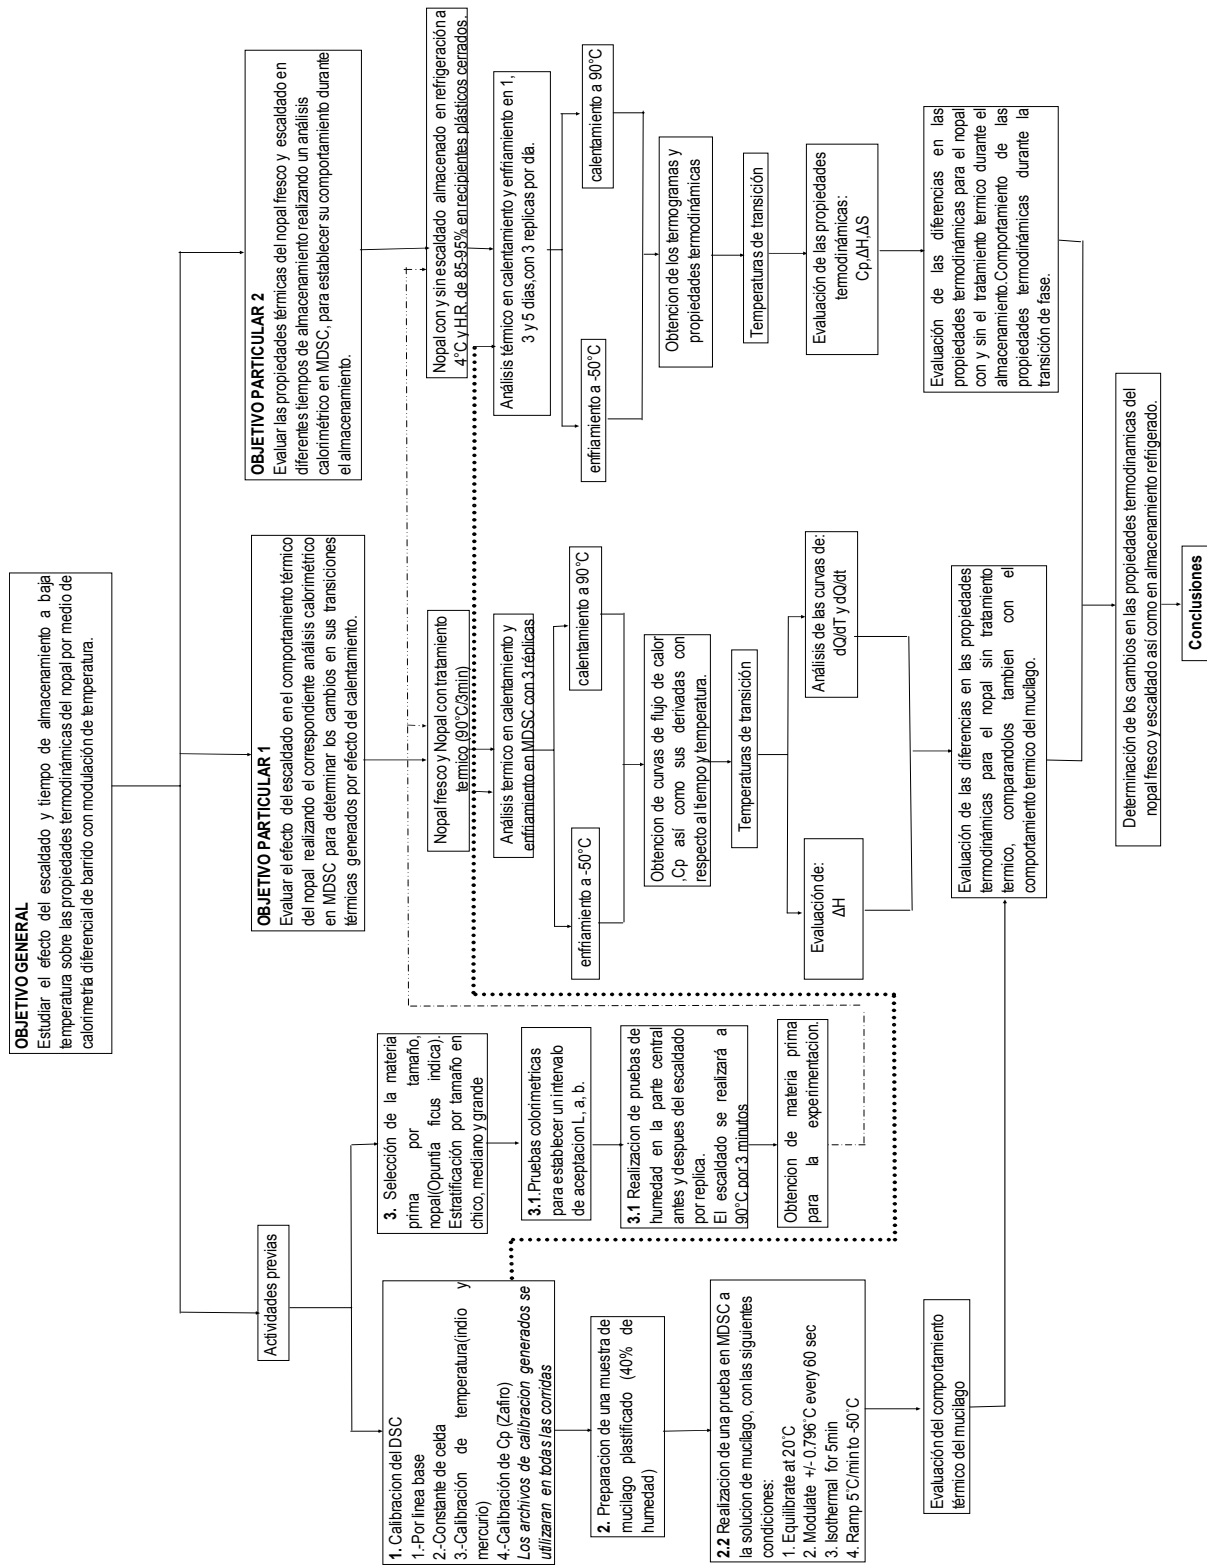 OBJETIVO GENERAL
Estudiar el efecto del escaldado y tiempo de almacenamiento a baja
temperatura sobre las propiedades termodinámicas del nopal por medio de
calorimetría diferencial de barrido con modulación de temperatura.
Actividades previas
1. Calibracion del DSC
1.-Por linea base
2.-Constante de celda
3.-Calibración de temperatura(indio y
mercurio)
4.-Calibración de Cp (Zafiro)
Los archivos de calibracion generados se
utilizaran en todas las corridas
2. Preparacion de una muestra de
mucilago plastificado (40% de
humedad)
2.2 Realizacion de una prueba en MDSC a
la solucion de mucilago, con las siguientes
condiciones:
1. Equilibrate at 20˚C
2. Modulate +/- 0.796˚C every 60 sec
3. Isothermal for 5min
4. Ramp 5˚C/min to -50˚C
Evaluación del comportamiento
térmico del mucilago
3. Selección de la materia
prima por tamaño,
nopal(Opuntia ficus indica).
Estratificación por tamaño en
chico, mediano y grande
3.1.Pruebas colorimetricas
para establecer un intervalo
de aceptacion L, a, b.
3.1 Realizacion de pruebas de
humedad en la parte central
antes y despues del escaldado
por replica.
El escaldado se realizará a
90°C por 3 minutos
Obtencion de materia prima
para la experimentacion.
OBJETIVO PARTICULAR 1
Evaluar el efecto del escaldado en el comportamiento térmico
del nopal realizando el correspondiente análisis calorimétrico
en MDSC para determinar los cambios en sus transiciones
térmicas generados por efecto del calentamiento.
Nopal fresco y Nopal con tratamiento
termico (90°C/3min)
Análisis termico en calentamiento y
enfriamiento en MDSC con 3 réplicas
enfriamiento a -50°C
calentamiento a 90°C
Obtencion de curvas de flujo de calor
,Cp así como sus derivadas con
respecto al tiempo y temperatura.
Temperaturas de transición
Evaluación de:
ΔH
Análisis de las curvas de:
dQ/dT y dQ/dt
Evaluación de las diferencias en las propiedades
termodinámicas para el nopal sin tratamiento
termico, comparandolos tambien con el
comportamiento termico del mucilago.
OBJETIVO PARTICULAR 2
Evaluar las propiedades térmicas del nopal fresco y escaldado en
diferentes tiempos de almacenamiento realizando un análisis
calorimétrico en MDSC, para establecer su comportamiento durante
el almacenamiento.
Nopal con y sin escaldado almacenado en refrigeración a
4°C y H.R. de 85-95% en recipientes plásticos cerrados.
Análisis térmico en calentamiento y enfriamiento en 1,
3 y 5 dias,con 3 replicas por día.
enfriamiento a -50°C
calentamiento a 90°C
Obtencion de los termogramas y
propiedades termodinámicas
Temperaturas de transición
Evaluación de las propiedades
termodinámicas:
Cp,ΔH,ΔS
Evaluación de las diferencias en las
propiedades termodinámicas para el nopal
con y sin el tratamiento termico durante el
almacenamiento.Comportamiento de las
propiedades termodinámicas durante la
transición de fase.
Determinación de los cambios en las propiedades termodinamicas del
nopal fresco y escaldado así como en almacenamiento refrigerado.
Conclusiones